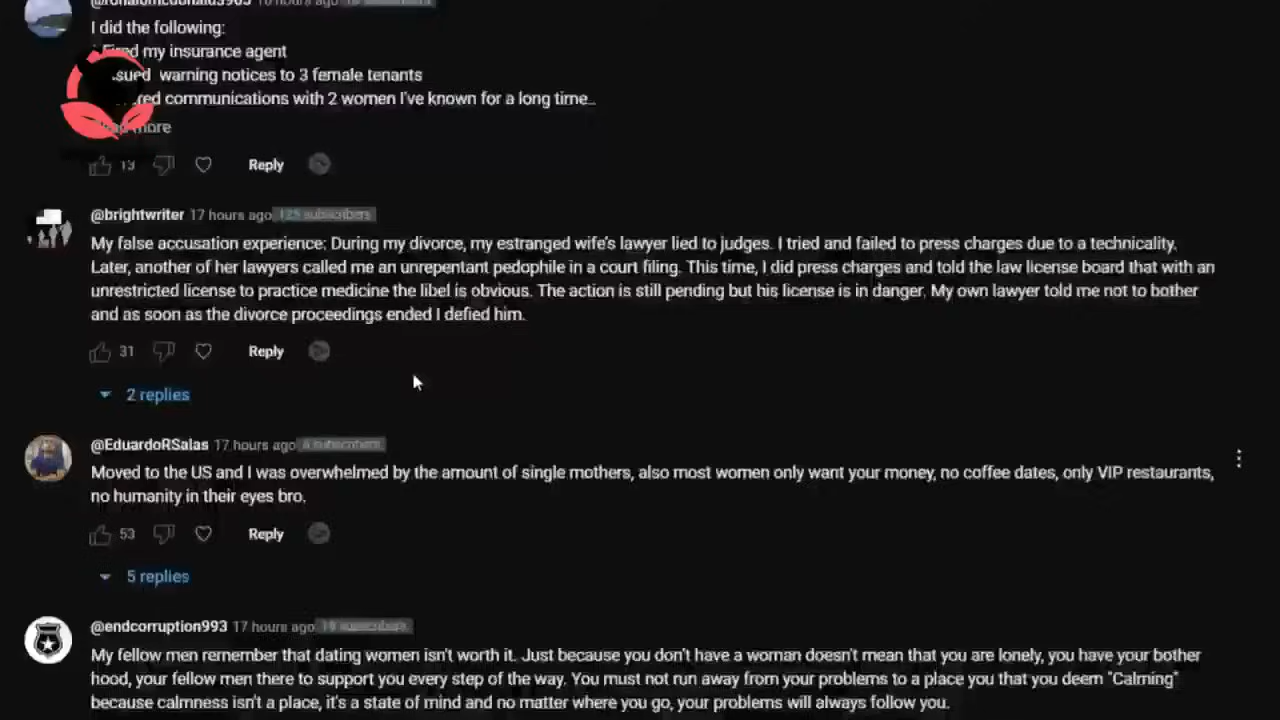 I did the following:
Fired my insurance agent
warning notices to 3 female tenants
communications with 2 women I've known for a long time...
more
13 Reply
@brightwriter 17 hours ago 125 subscribers
My false accusation experience: During my divorce, my estranged wife's lawyer lied to judges. I tried and failed to press charges due to a technicality.
Later, another of her lawyers called me an unrepentant pedophile in a court filing. This time, I did press charges and told the law license board that with an
unrestricted license to practice medicine the libel is obvious. The action is still pending but his license is in danger. My own lawyer told me not to bother
and as soon as the divorce proceedings ended I defied him.
31 Reply
2 replies
@EduardoRSalas 17 hours ago subscribers
Moved to the US and I was overwhelmed by the amount of single mothers, also most women only want your money, no coffee dates, only VIP restaurants,
no humanity in their eyes bro.
53 Reply
5 replies
@endcorruption993 17 hours ago 19 subscribers
My fellow men remember that dating women isn't worth it. Just because you don't have a woman doesn't mean that you are lonely, you have your bother
hood, your fellow men there to support you every step of the way. You must not run away from your problems to a place you that you deem "Calming"
because calmness isn't a place, it's a state of mind and no matter where you go, your problems will always follow you.